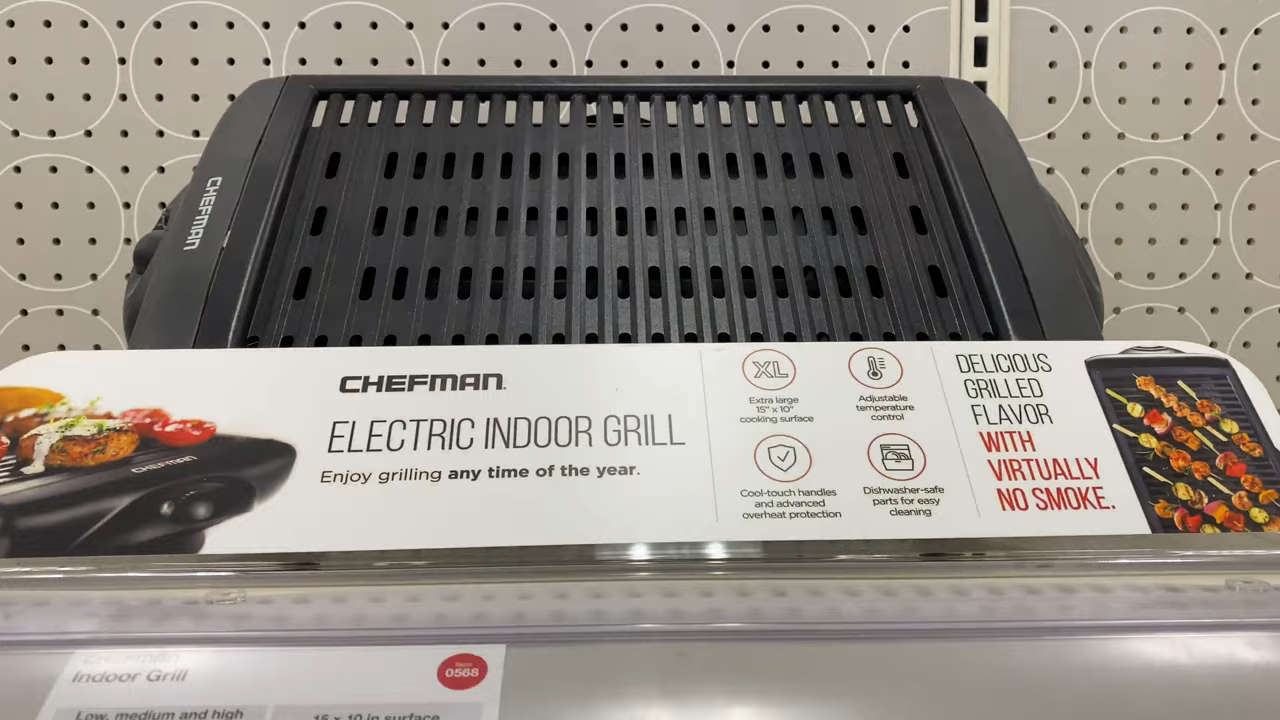 CHEFMAN
CHEFMAN
CHEFMAN
ELECTRIC INDOOR GRILL
Enjoy grilling any time of the year.
XL
Extra large
15" x 10"
cooking surface
Adjustable
temperature
control
Cool-touch handles
and advanced
overheat protection
Dishwasher-safe
parts for easy
cleaning
DELICIOUS
GRILLED
FLAVOR
WITH
VIRTUALLY
NO SMOKE.
Chefman
Indoor Grill
Item
0568
Low, medium and high
15 x 10 in surface